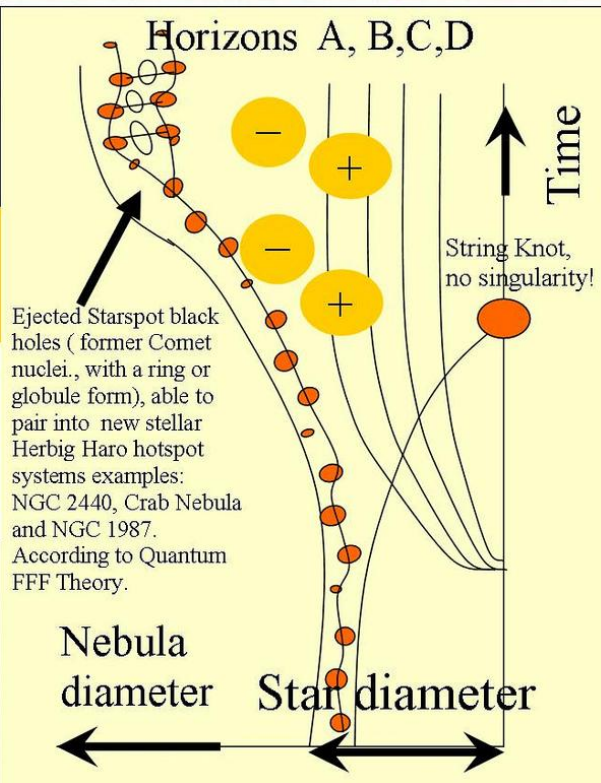 Horizons A, B,C,D
Time
−
+
−
+
String Knot,
no singularity!
Ejected Starspot black
holes ( former Comet
nuclei., with a ring or
globule form), able to
pair into new stellar
Herbig Haro hotspot
systems examples:
NGC 2440, Crab Nebula
and NGC 1987.
According to Quantum
FFF Theory.
Nebula
diameter
Star diameter